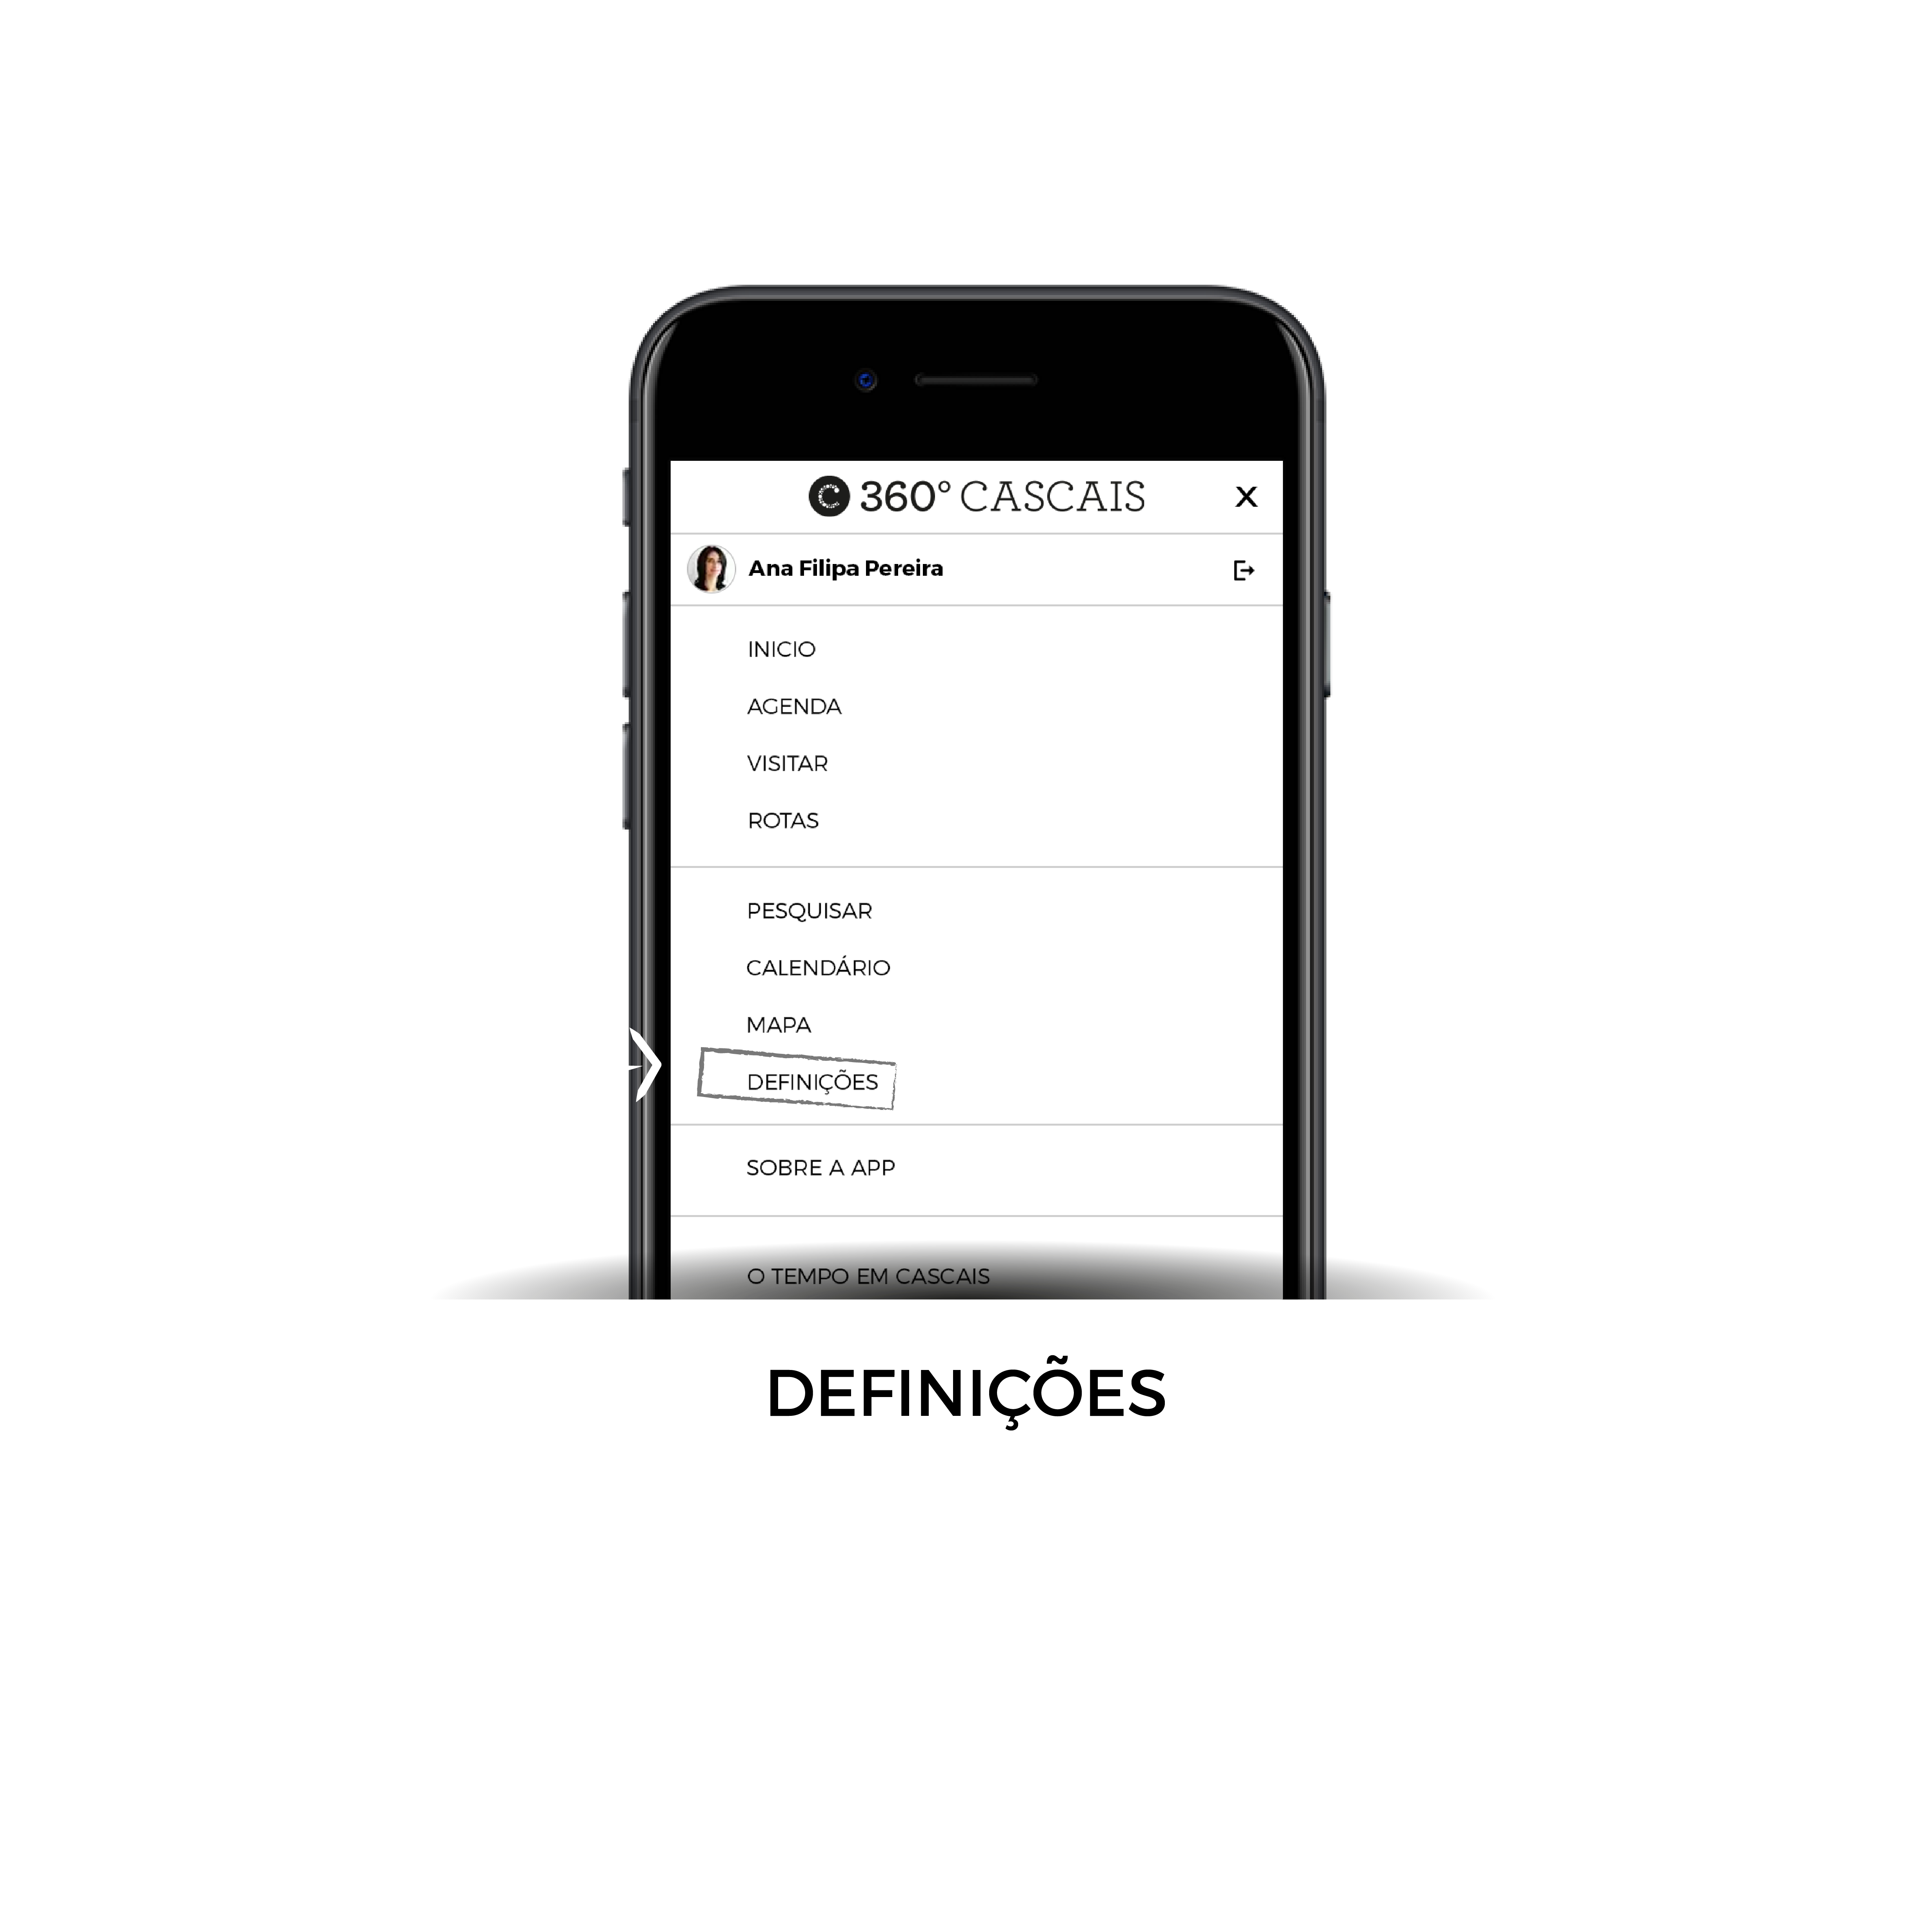 C 360° CASCAIS X
Ana Filipa Pereira
INICIO
AGENDA
VISITAR
ROTAS
PESQUISAR
CALENDÁRIO
MAPA
DEFINIÇÕES
SOBRE A APP
O TEMPO EM CASCAIS
DEFINIÇÕES